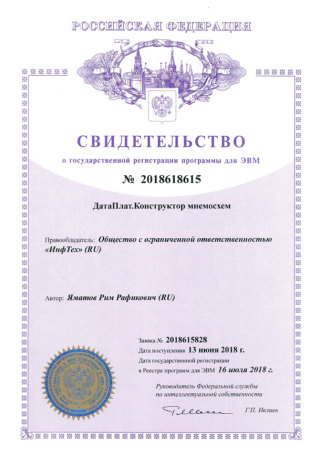 РОССИЙСКАЯ ФЕДЕРАЦИЯ
СВИДЕТЕЛЬСТВО
о государственной регистрации программы для ЭВМ
№ 2018618615
ДатаПлат.Конструктор мнемосхем
Правообладатель: Общество с ограниченной ответственностью
«ИнфТех» (RU)
Автор: Яматов Рим Рафикович (RU)
Заявка № 2018615828
Дата поступления 13 июня 2018 г.
Дата государственной регистрации
в Реестре программ для ЭВМ 16 июля 2018 г.
Руководитель Федеральной службы
по интеллектуальной собственности
Г.П. Ивлиев